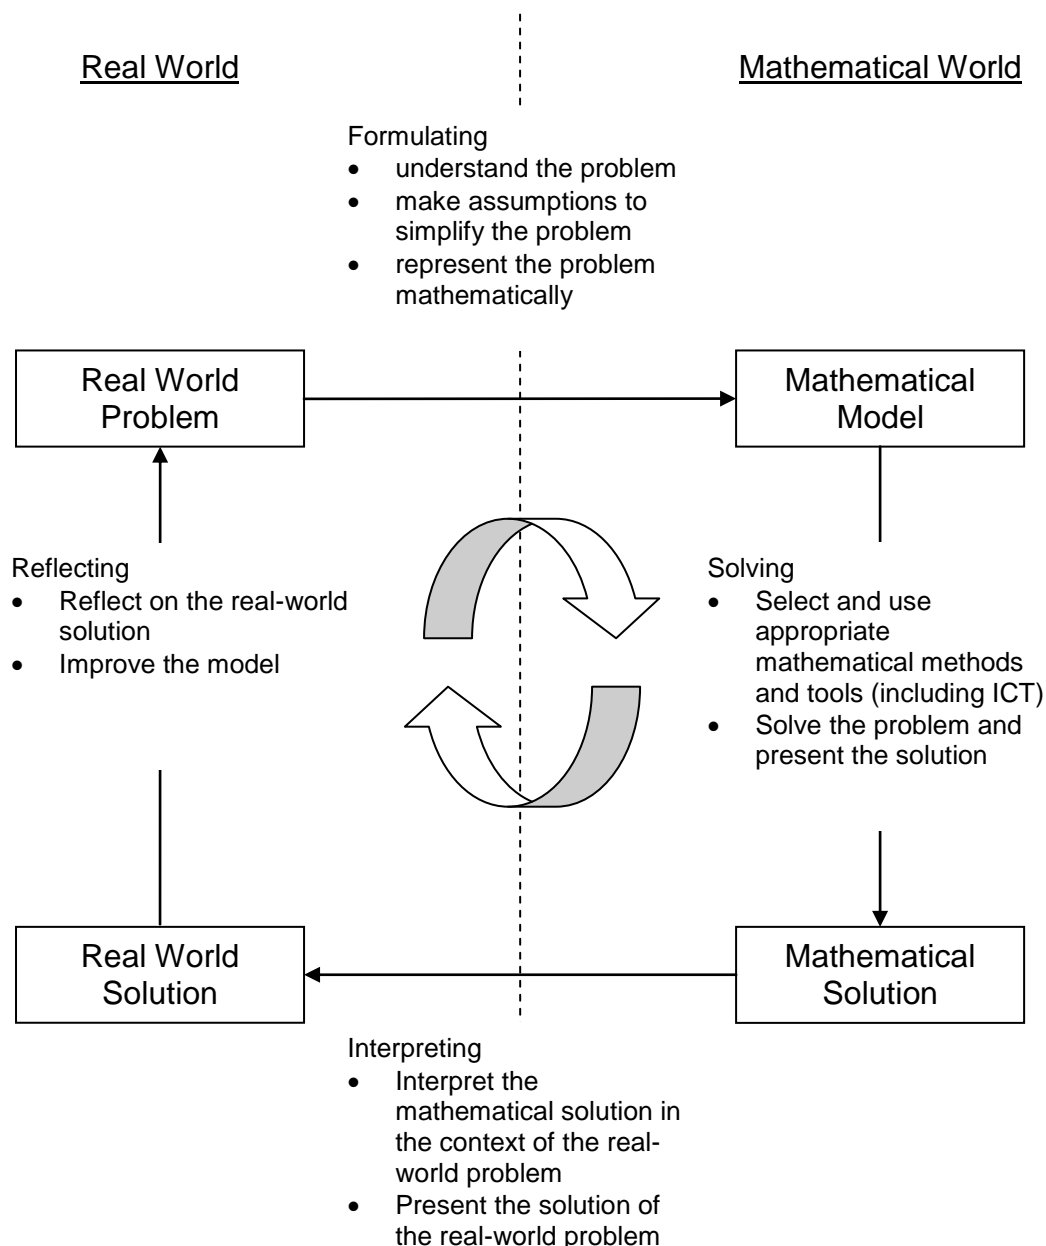 Real World
Mathematical World
Formulating
• understand the problem
• make assumptions to
simplify the problem
• represent the problem
mathematically
Real World
Problem
Mathematical
Model
Reflecting
• Reflect on the real-world
solution
• Improve the model
Solving
• Select and use
appropriate
mathematical methods
and tools (including ICT)
• Solve the problem and
present the solution
Real World
Solution
Mathematical
Solution
Interpreting
• Interpret the
mathematical solution in
the context of the real-
world problem
• Present the solution of
the real-world problem